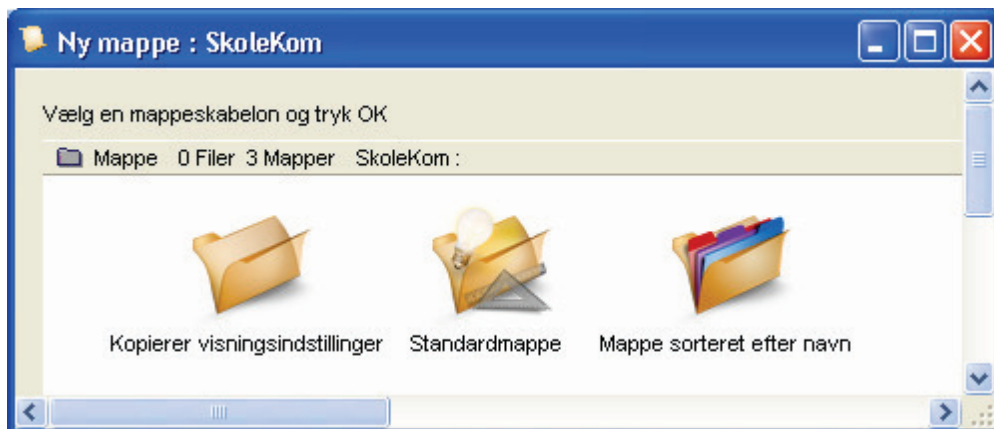 Ny mappe : SkoleKom
Vælg en mappeskabelon og tryk OK
Mappe 0 Filer 3 Mapper SkoleKom :
Kopierer visningsindstillinger Standardmappe Mappe sorteret efter navn